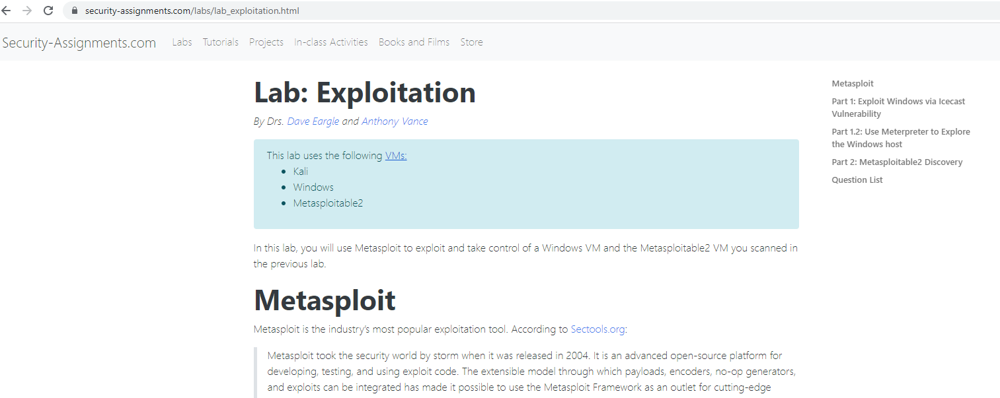 security-assignments.com/labs/lab_exploitation.html
Security-Assignments.com Labs Tutorials Projects In-class Activities Books and Films Store
Lab: Exploitation
By Drs. Dave Eargle and Anthony Vance
This lab uses the following VMs:
Kali
Windows
Metasploitable2
In this lab, you will use Metasploit to exploit and take control of a Windows VM and the Metasploitable2 VM you scanned in
the previous lab.
Metasploit
Metasploit is the industry's most popular exploitation tool. According to Sectools.org:
Metasploit took the security world by storm when it was released in 2004. It is an advanced open-source platform for
developing, testing, and using exploit code. The extensible model through which payloads, encoders, no-op generators,
and exploits can be integrated has made it possible to use the Metasploit Framework as an outlet for cutting-edge
Metasploit
Part 1: Exploit Windows via Icecast
Vulnerability
Part 1.2: Use Meterpreter to Explore
the Windows host
Part 2: Metasploitable2 Discovery
Question List